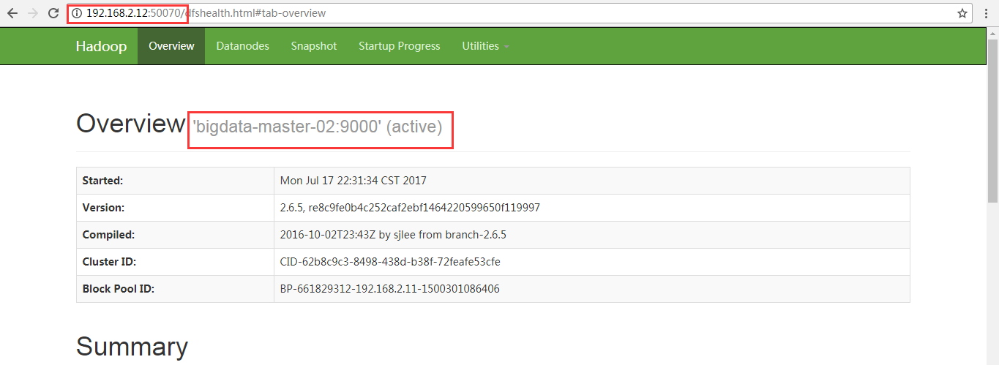 192.168.2.12:50070/dfshealth.html#tab-overview
Hadoop Overview Datanodes Snapshot Startup Progress Utilities
Overview 'bigdata-master-02:9000' (active)
Started: Mon Jul 17 22:31:34 CST 2017
Version: 2.6.5, re8c9fe0b4c252caf2ebf1464220599650f119997
Compiled: 2016-10-02T23:43Z by sjlee from branch-2.6.5
Cluster ID: CID-62b8c9c3-8498-438d-b38f-72feafe53cfe
Block Pool ID: BP-661829312-192.168.2.11-1500301086406
Summary